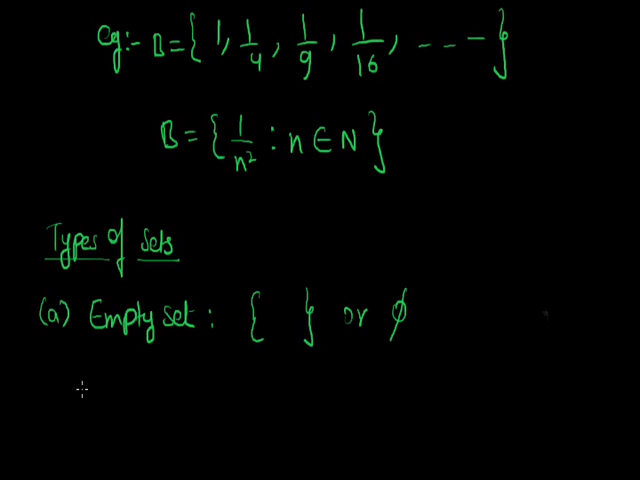 Eg:- B = { 1, 1/4, 1/9, 1/16, - - - }
B = { 1/n² : n ∈ N }
Types of Sets
(a) Empty set : { } or ϕ